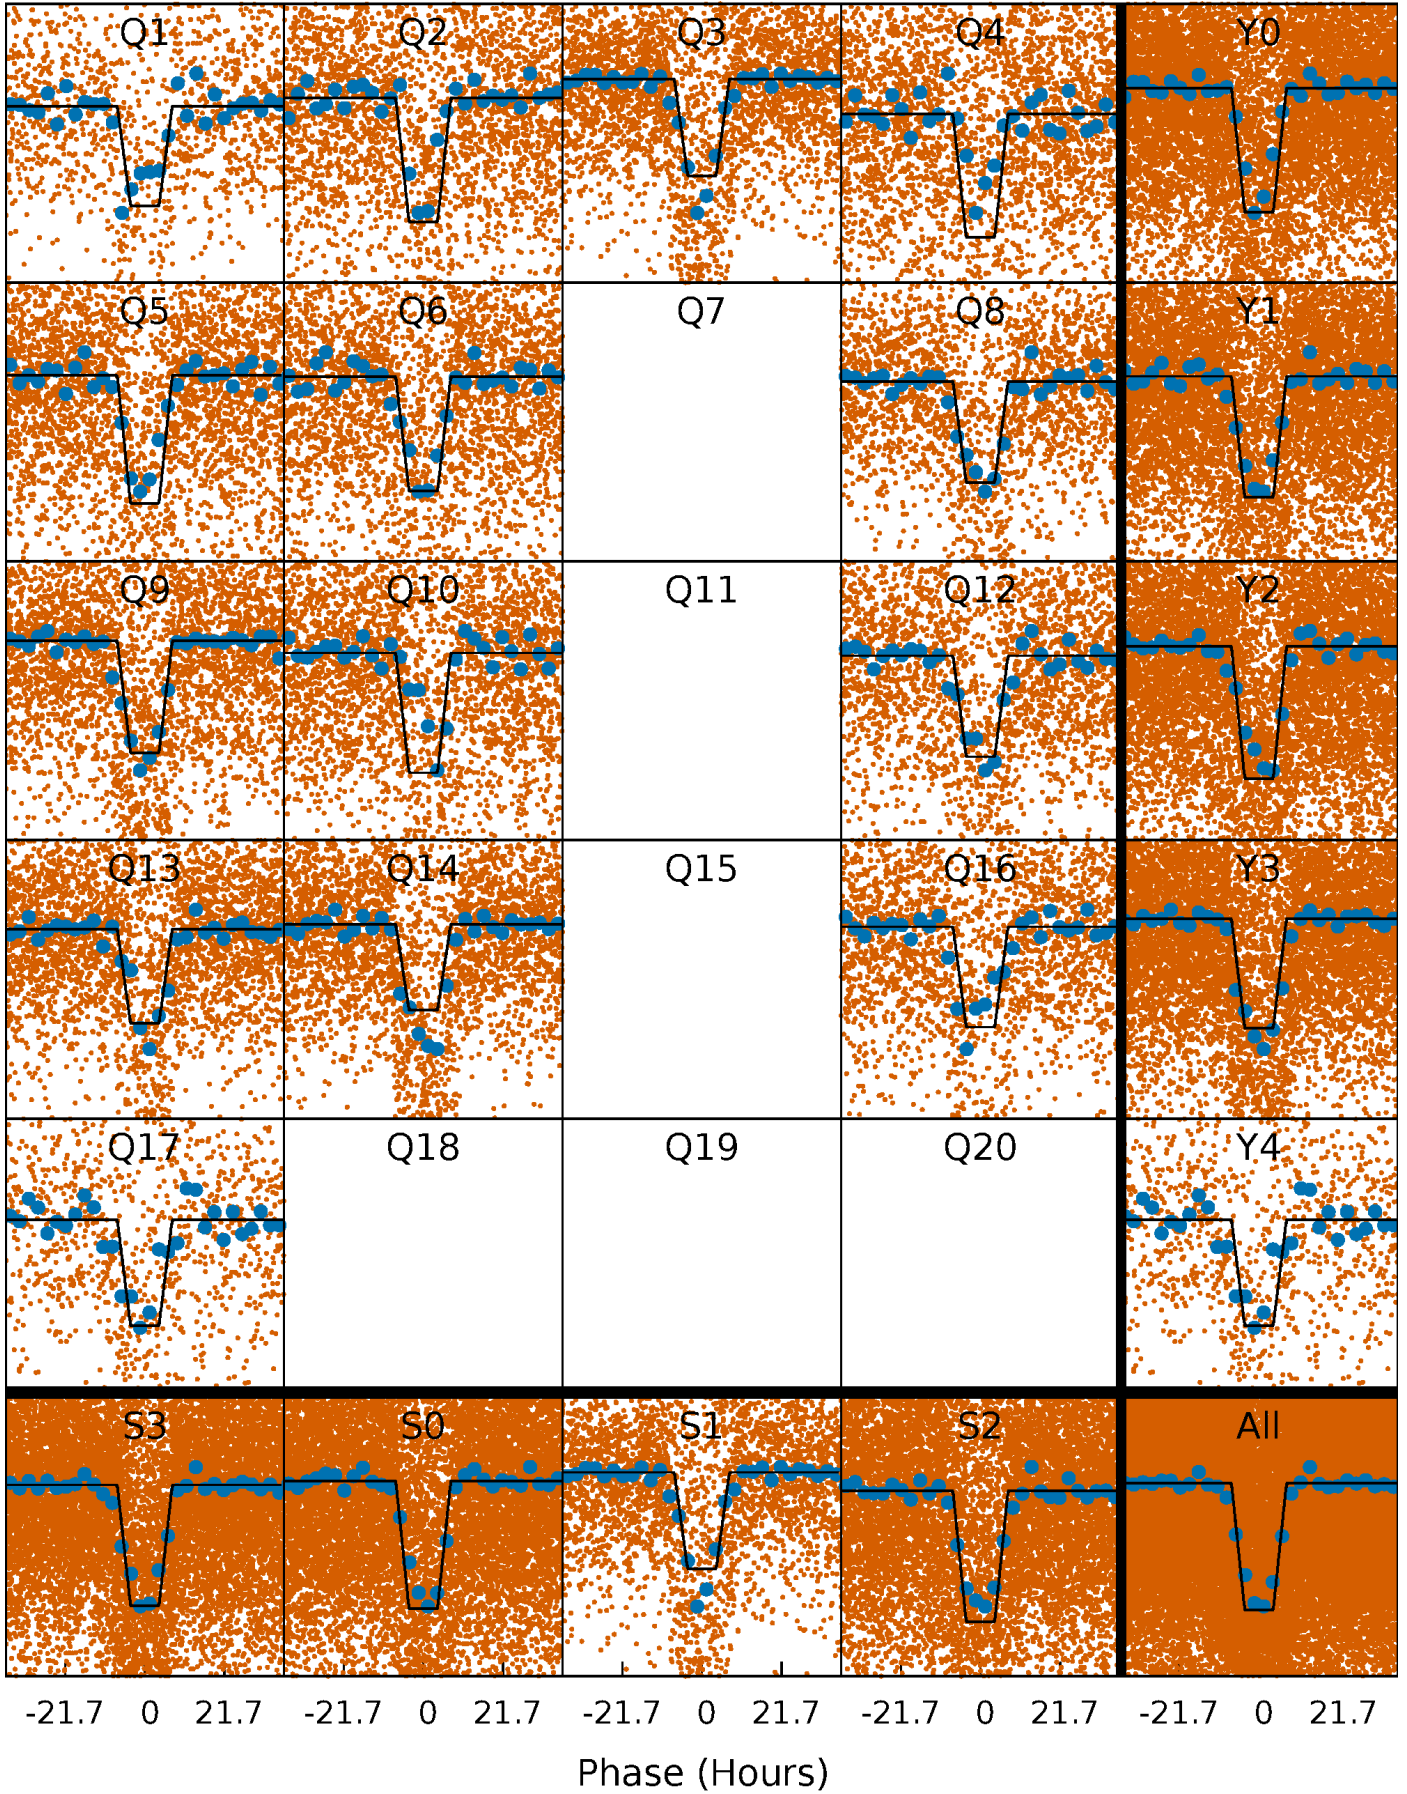 Q1 Q2 Q3 Q4 Y0
Q5 Q6 Q7 Q8 Y1
Q9 Q10 Q11 Q12 Y2
Q13 Q14 Q15 Q16 Y3
Q17 Q18 Q19 Q20 Y4
S3 S0 S1 S2 All
-21.7 0 21.7 -21.7 0 21.7 -21.7 0 21.7 -21.7 0 21.7 -21.7 0 21.7
Phase (Hours)